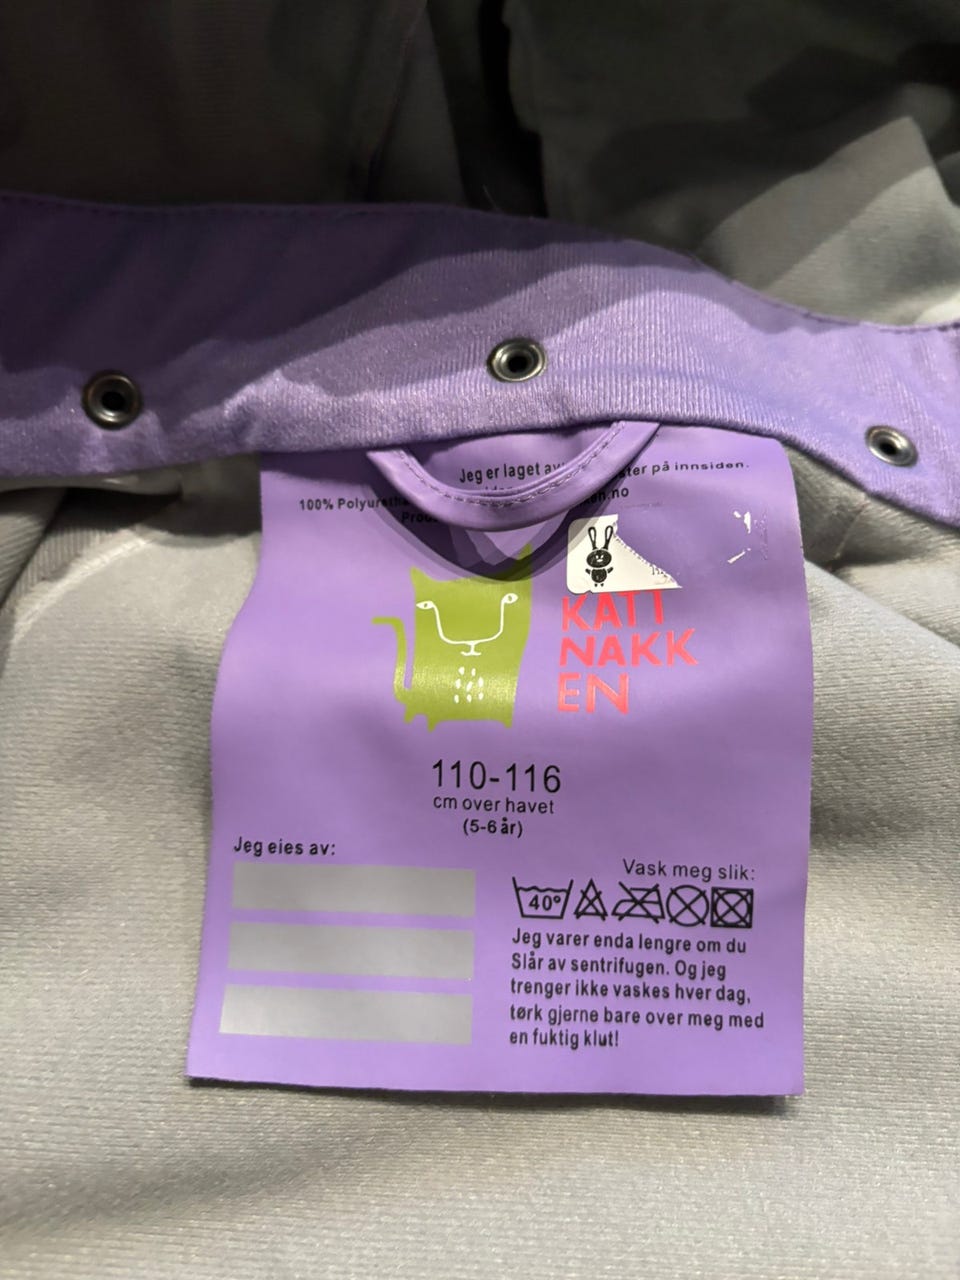 Jeg er laget av
på innsiden.
100%
KATT
NAKK
EN
110-116
cm over havet
(5-6 år)
Jeg eies av:
Vask meg slik:
40°
Jeg varer enda lengre om du
Slår av sentrifugen. Og jeg
trenger ikke vaskes hver dag,
tørk gjerne bare over meg med
en fuktig klut!